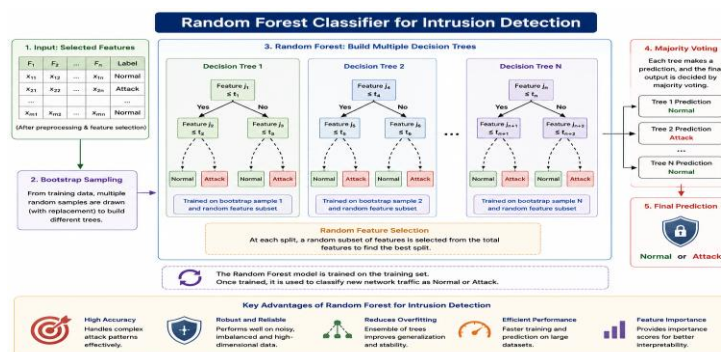 Random Forest Classifier for Intrusion Detection
1. Input: Selected Features
F₁ F₂ ... Fₙ Label
x₁₁ x₁₂ ... x₁ₙ Normal
x₂₁ x₂₂ ... x₂ₙ Attack
... ...
xₘ₁ xₘ₂ ... xₘₙ Normal
(After preprocessing & feature selection)
2. Bootstrap Sampling
From training data, multiple
random samples are drawn
(with replacement) to build
different trees.
3. Random Forest: Build Multiple Decision Trees
Decision Tree 1
Feature j₁
Yes No
Normal Attack Normal Attack
Trained on bootstrap sample 1
and random feature subset
Decision Tree 2
Yes No
Normal Attack Normal Attack
Trained on bootstrap sample 2
and random feature subset
...
Decision Tree N
Yes No
Normal Attack Normal Attack
Trained on bootstrap sample N
and random feature subset
Random Feature Selection
At each split, a random subset of features is selected from the total
features to find the best split.
The Random Forest model is trained on the training set.
Once trained, it is used to classify new network traffic as Normal or Attack.
4. Majority Voting
Each tree makes a
prediction, and the final
output is decided by
majority voting.
Tree 1 Prediction
Normal
Tree 2 Prediction
Attack
...
Tree N Prediction
Normal
5. Final Prediction
Normal or Attack
Key Advantages of Random Forest for Intrusion Detection
High Accuracy
Handles complex
attack patterns
effectively.
Robust and Reliable
Performs well on noisy,
imbalanced and high-
dimensional data.
Reduces Overfitting
Ensemble of trees
improves generalization
and stability.
Efficient Performance
Faster training and
prediction on large
datasets.
Feature Importance
Provides importance
scores for better
interpretability.